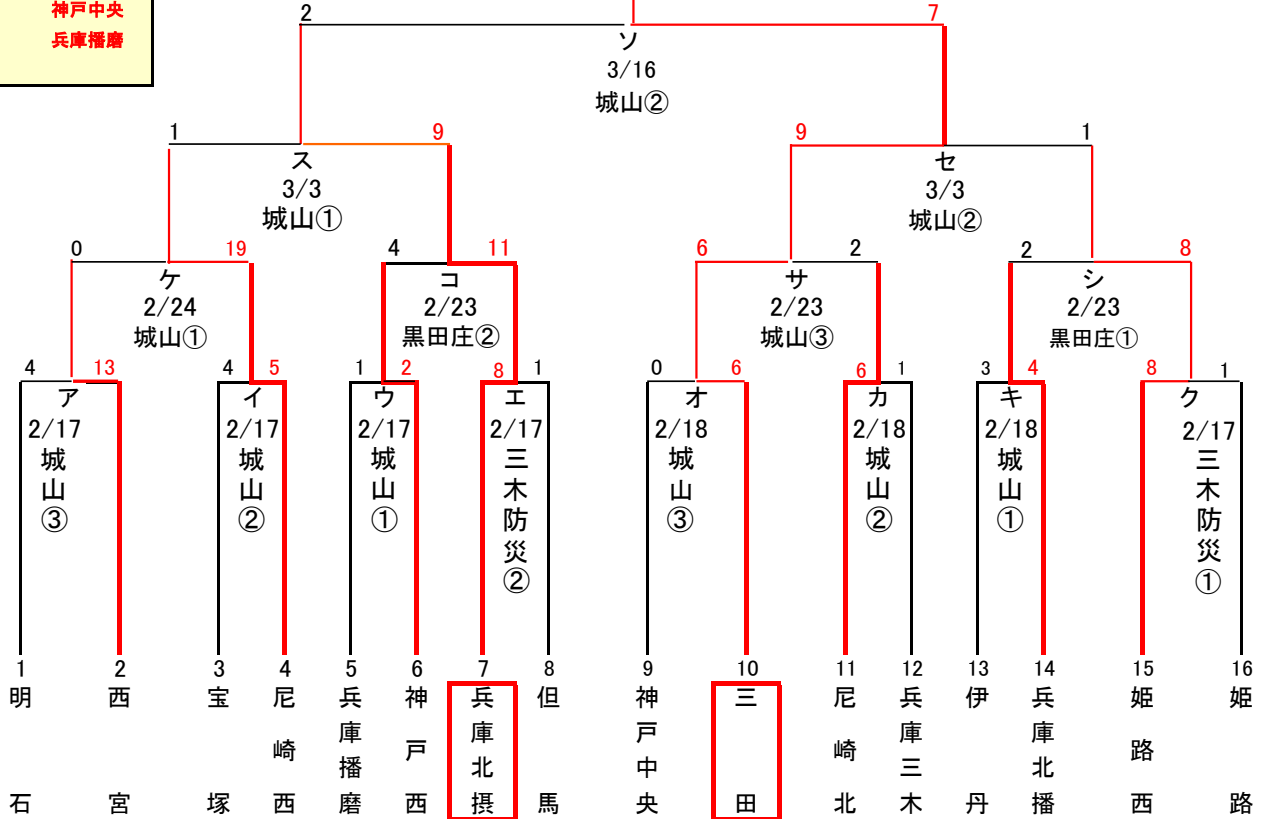 神戸中央
兵庫播磨
2 7
ソ
3/16
城山②
1 9 9 1
ス セ
3/3 3/3
城山① 城山②
0 19 4 11 6 2 2 8
ケ コ サ シ
2/24 2/23 2/23 2/23
城山① 黒田庄② 城山③ 黒田庄①
4 13 4 5 1 2 8 1 0 6 6 1 3 4 8 1
ア イ ウ エ オ カ キ ク
2/17 2/17 2/17 2/17 2/18 2/18 2/18 2/17
城山③
城山②
城山①
三木防災②
城山③
城山②
城山①
三木防災①
1 2 3 4 5 6 7 8 9 10 11 12 13 14 15 16
明石
西宮
宝塚
尼崎西
兵庫播磨
神戸西
兵庫北摂
但馬
神戸中央
三田
尼崎北
兵庫三木
伊丹
兵庫北播
姫路西
姫路